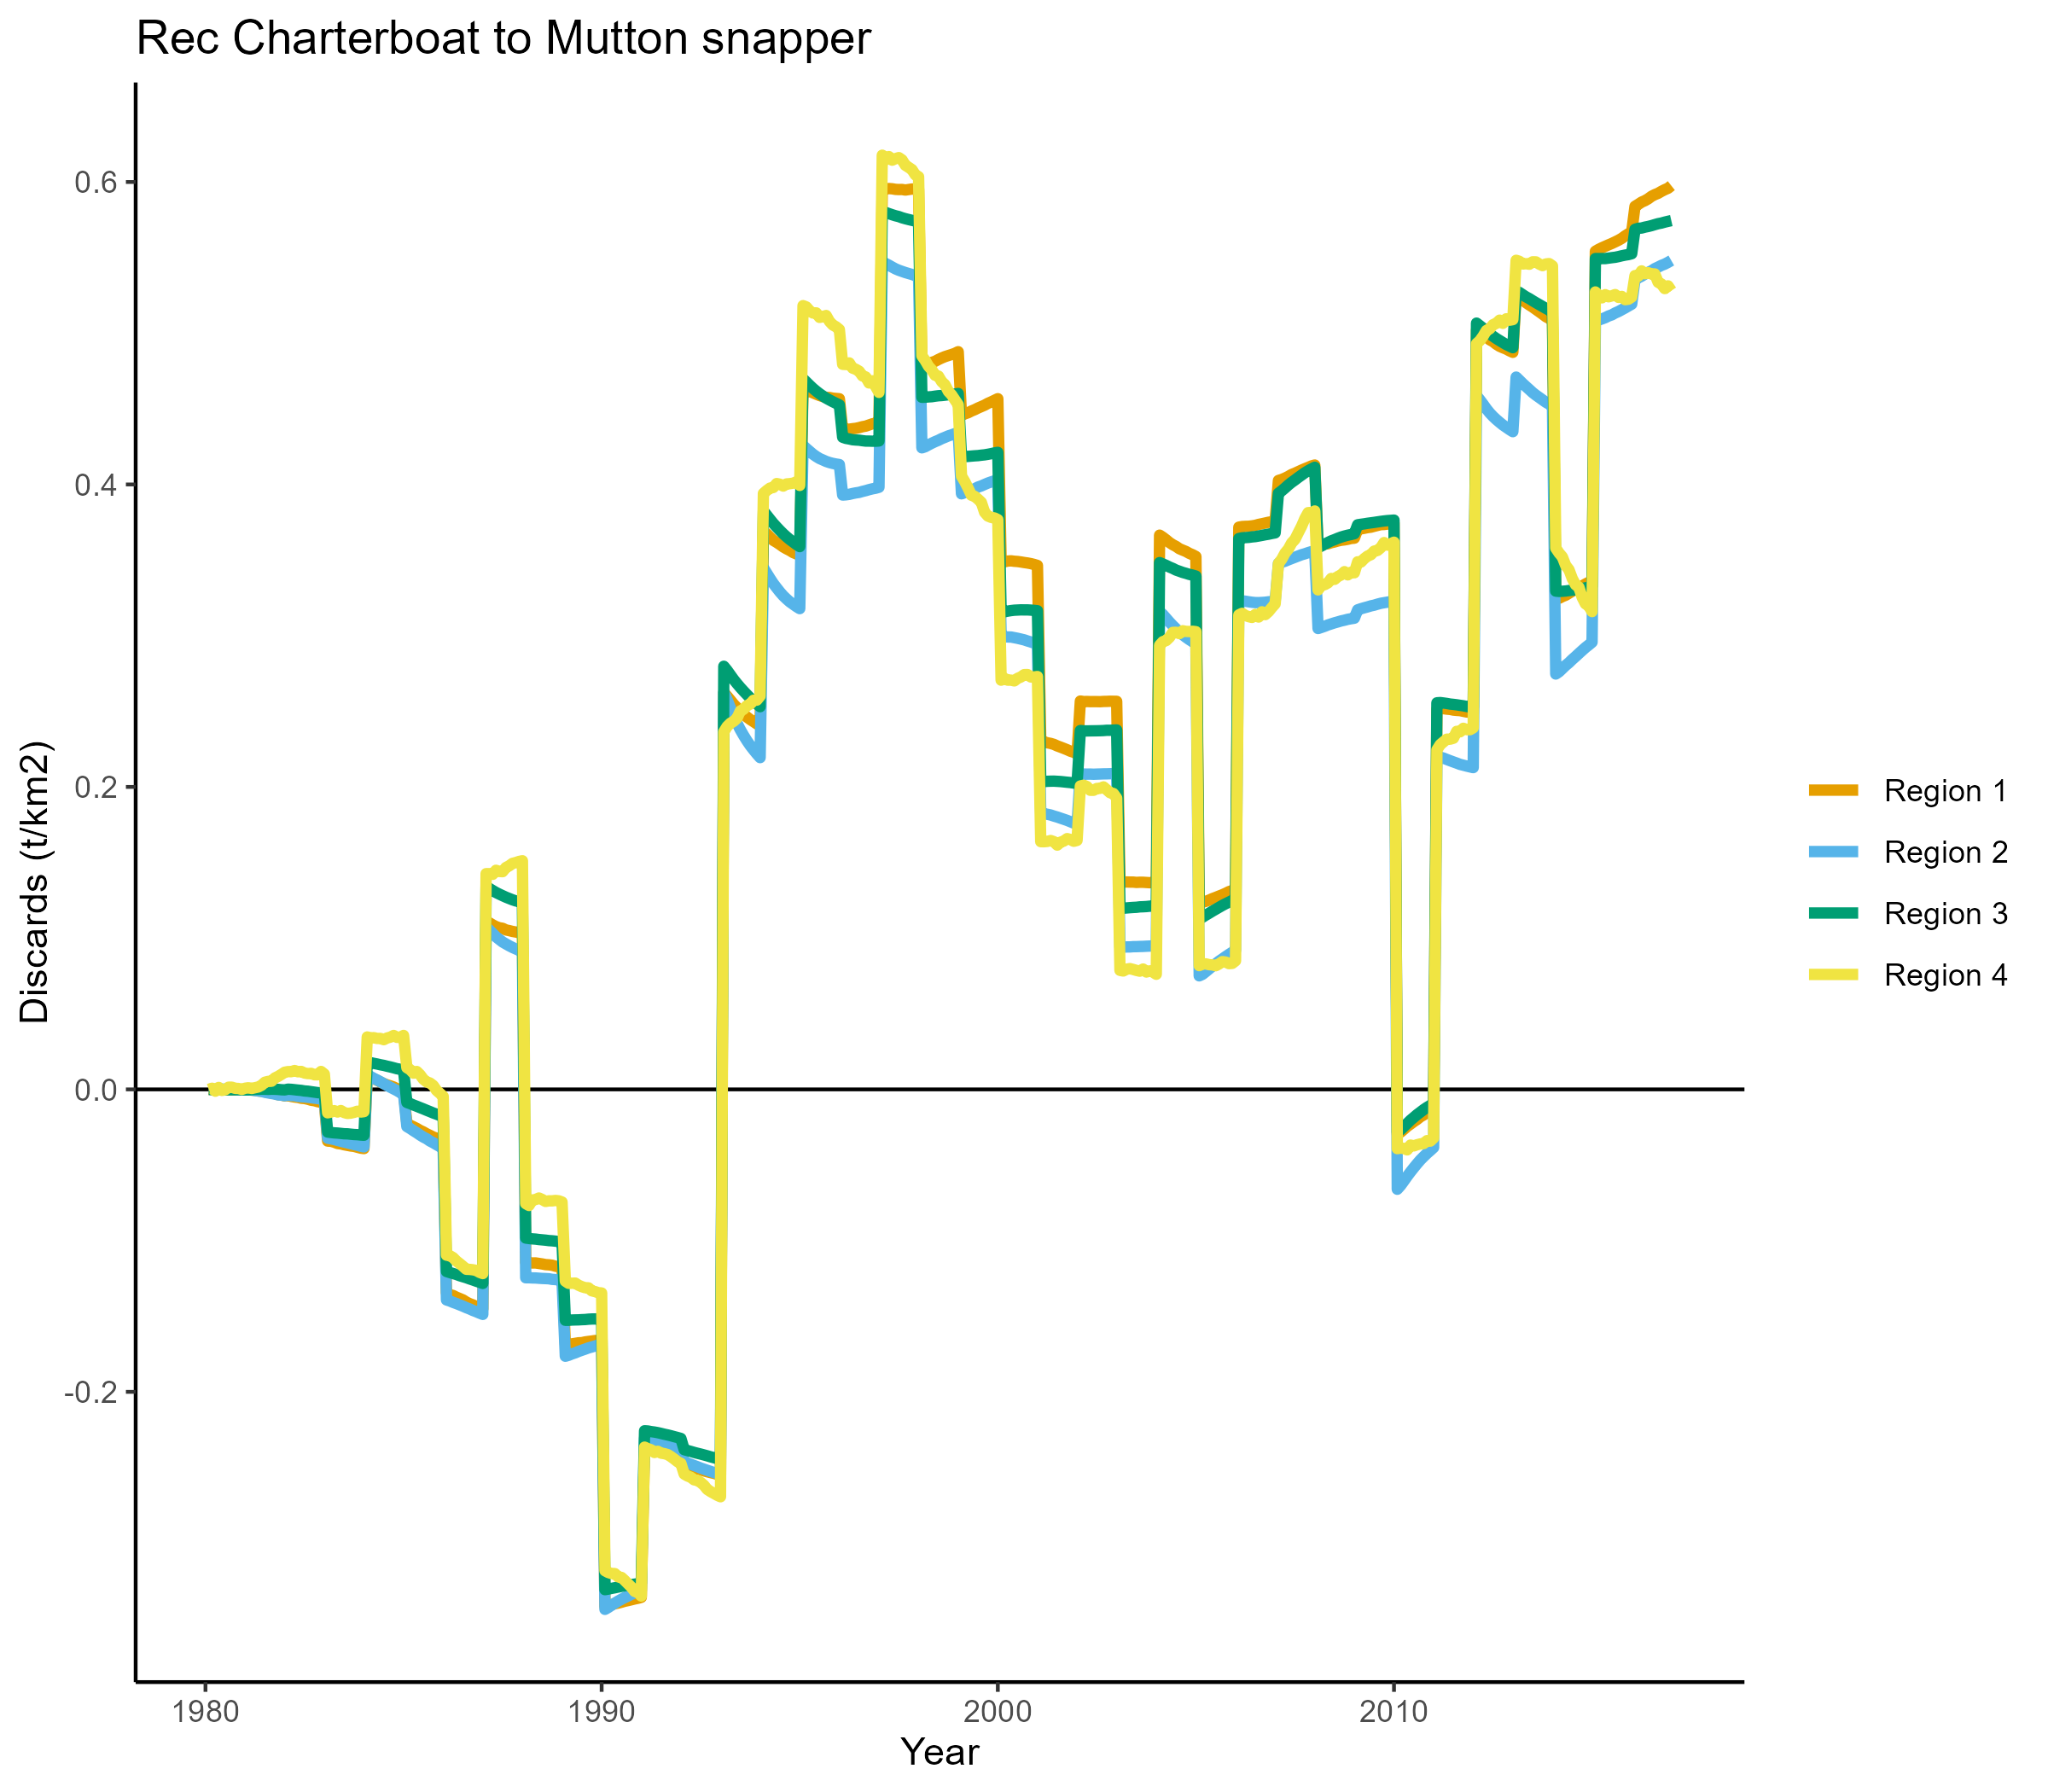 Rec Charterboat to Mutton snapper
Discards (t/km2)
0.6
0.4
0.2
0.0
-0.2
1980
1990
2000
2010
Year
Region 1
Region 2
Region 3
Region 4